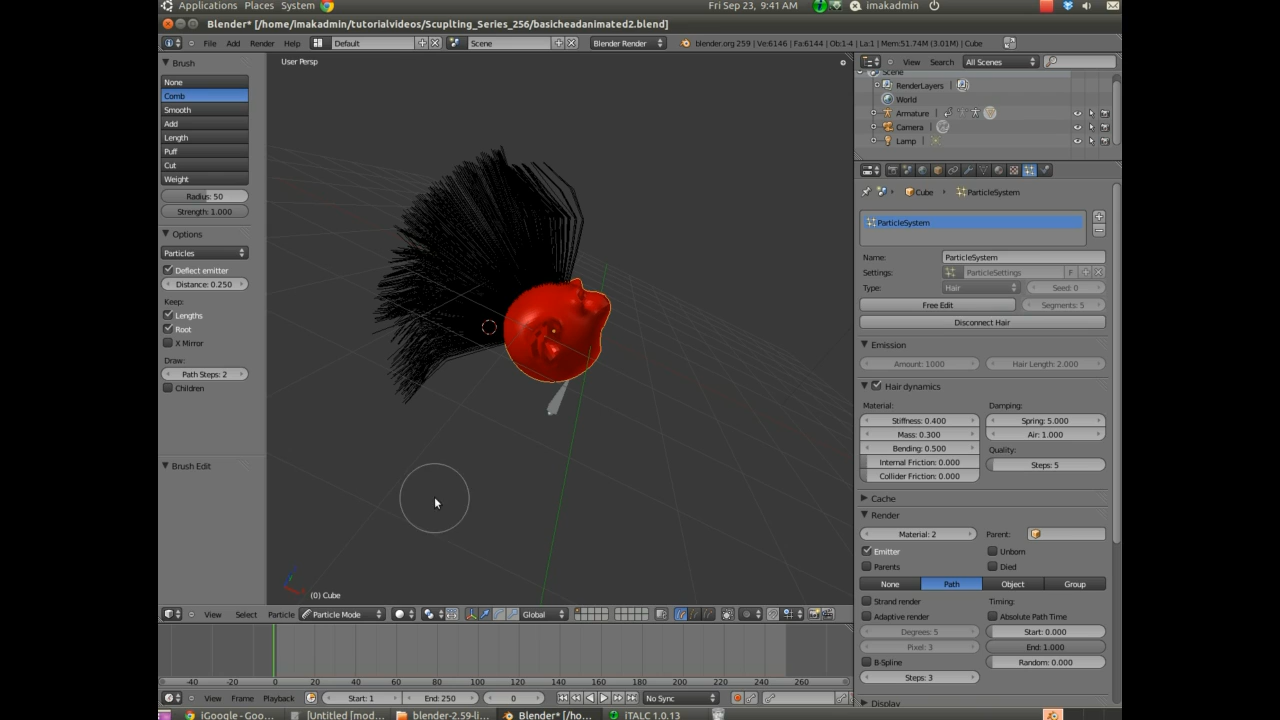 Applications Places System Fri Sep 23, 9:41 AM imakadmin
Blender* [/home/imakadmin/tutorialvideos/Scuplting_Series_256/basicheadanimated2.blend]
File Add Render Help Default Scene Blender Render blender.org 259 | Ve:6146 | Fa:6144 | Ob:1-4 | La:1 | Mem:51.74M (3.01M) | Cube
Brush
None
Comb
Smooth
Add
Length
Puff
Cut
Weight
Radius: 50
Strength: 1.000
Options
Particles
Deflect emitter
Distance: 0.250
Keep:
Lengths
Root
X Mirror
Draw:
Path Steps: 2
Children
Brush Edit
User Persp
(0) Cube
View Select Particle Particle Mode Global
-40 -20 0 20 40 60 80 100 120 140 160 180 200 220 240 260
View Frame Playback Start: 1 End: 250 0 No Sync
View Search All Scenes
Scene
RenderLayers
World
Armature
Camera
Lamp
Cube ParticleSystem
ParticleSystem
Name: ParticleSystem
Settings: ParticleSettings F
Type: Hair Seed: 0
Free Edit Segments: 5
Disconnect Hair
Emission
Amount: 1000 Hair Length: 2.000
Hair dynamics
Material: Damping:
Stiffness: 0.400 Spring: 5.000
Mass: 0.300 Air: 1.000
Bending: 0.500 Quality:
Internal Friction: 0.000 Steps: 5
Collider Friction: 0.000
Cache
Render
Material: 2 Parent:
Emitter Unborn
Parents Died
None Path Object Group
Strand render Timing:
Adaptive render Absolute Path Time
Degrees: 5 Start: 0.000
Pixel: 3 End: 1.000
B-Spline Random: 0.000
Steps: 3
Display
iGoogle - Goo... [Untitled [mod... blender-2.59-li... Blender* [/ho... iTALC 1.0.13